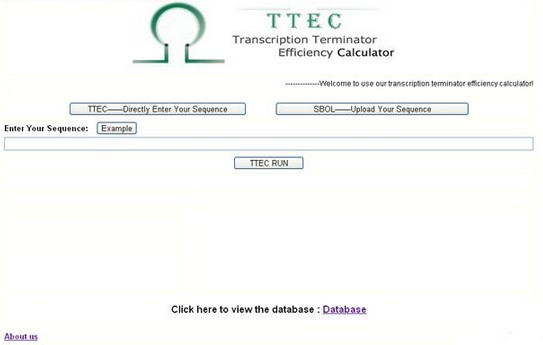 TTEC
Transcription Terminator
Efficiency Calculator
--------------Welcome to use our transcription terminator efficiency calculator!
TTEC——Directly Enter Your Sequence
SBOL——Upload Your Sequence
Enter Your Sequence: Example
TTEC RUN
Click here to view the database : Database
About us